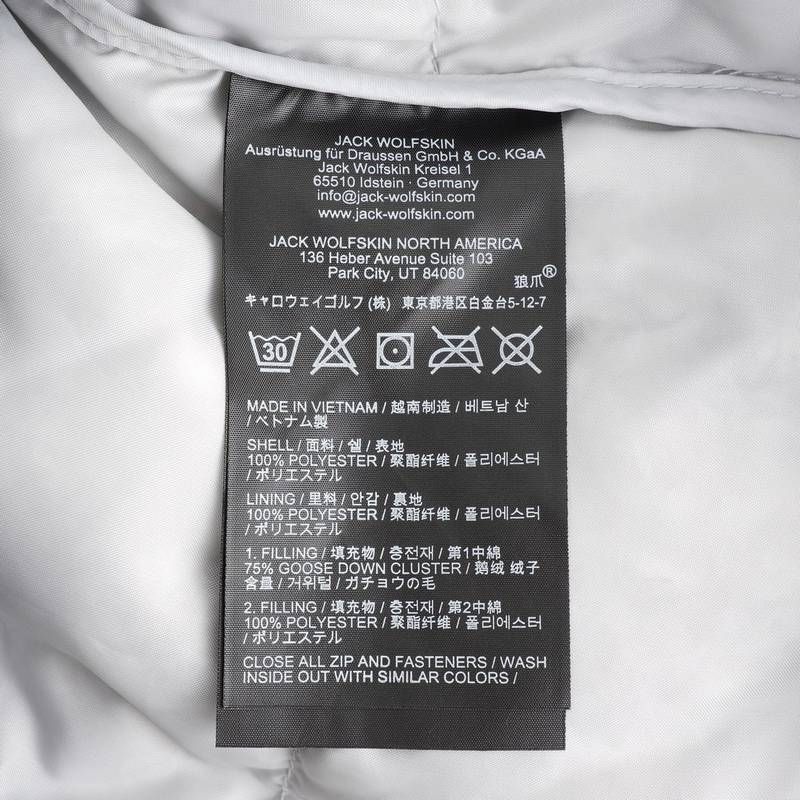 JACK WOLFSKIN
Ausrüstung für Draussen GmbH & Co. KGaA
Jack Wolfskin Kreisel 1
65510 Idstein · Germany
info@jack-wolfskin.com
www.jack-wolfskin.com
JACK WOLFSKIN NORTH AMERICA
136 Heber Avenue Suite 103
Park City, UT 84060
狼爪®
キャロウェイゴルフ (株) 東京都港区白金台5-12-7
30
MADE IN VIETNAM / 越南制造 / 베트남 산
/ ベトナム製
SHELL / 面料 / 쉘 / 表地
100% POLYESTER / 聚酯纤维 / 폴리에스터
/ ポリエステル
LINING / 里料 / 안감 / 裏地
100% POLYESTER / 聚酯纤维 / 폴리에스터
/ ポリエステル
1. FILLING / 填充物 / 충전재 / 第1中綿
75% GOOSE DOWN CLUSTER / 鹅绒 绒子
含量 / 거위털 / ガチョウの毛
2. FILLING / 填充物 / 충전재 / 第2中綿
100% POLYESTER / 聚酯纤维 / 폴리에스터
/ ポリエステル
CLOSE ALL ZIP AND FASTENERS / WASH
INSIDE OUT WITH SIMILAR COLORS /